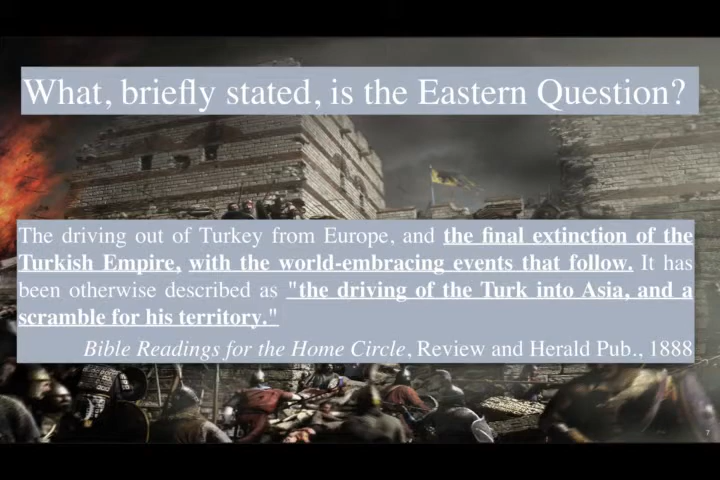 What, briefly stated, is the Eastern Question?
The driving out of Turkey from Europe, and the final extinction of the
Turkish Empire, with the world-embracing events that follow. It has
been otherwise described as "the driving of the Turk into Asia, and a
scramble for his territory."
Bible Readings for the Home Circle, Review and Herald Pub., 1888
7